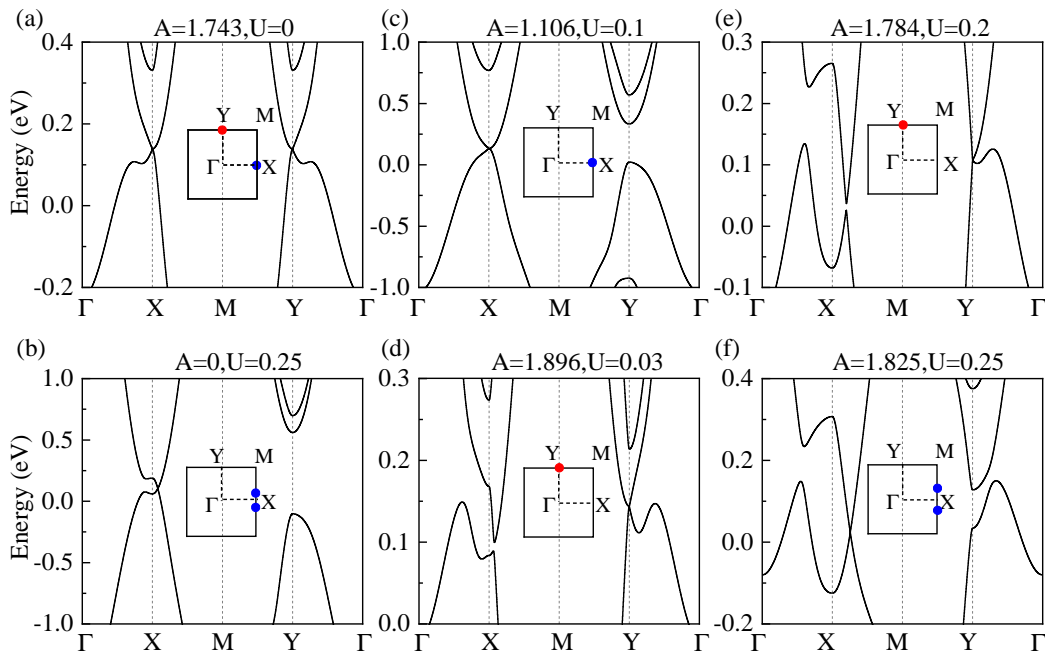 (a)
A=1.743,U=0
Energy (eV)
0.4
0.2
0.0
-0.2
Y M
Γ X
Γ X M Y Γ
(c)
A=1.106,U=0.1
1.0
0.5
0.0
-0.5
-1.0
Y M
Γ X
Γ X M Y Γ
(e)
A=1.784,U=0.2
0.3
0.2
0.1
0.0
-0.1
Y M
Γ X
Γ X M Y Γ
(b)
A=0,U=0.25
Energy (eV)
1.0
0.5
0.0
-0.5
-1.0
Y M
Γ X
Γ X M Y Γ
(d)
A=1.896,U=0.03
0.3
0.2
0.1
0.0
Y M
Γ X
Γ X M Y Γ
(f)
A=1.825,U=0.25
0.4
0.2
0.0
-0.2
Y M
Γ X
Γ X M Y Γ